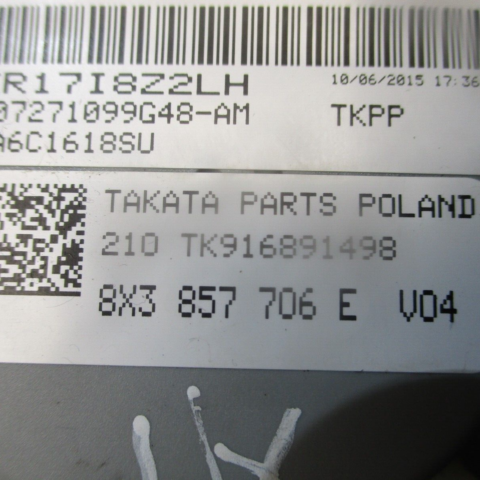 R17I8Z2LH
10/06/2015 17:36
07271099G48-AM
TKPP
A6C1618SU
TAKATA PARTS POLAND
210 TK916891498
8X3 857 706 E V04